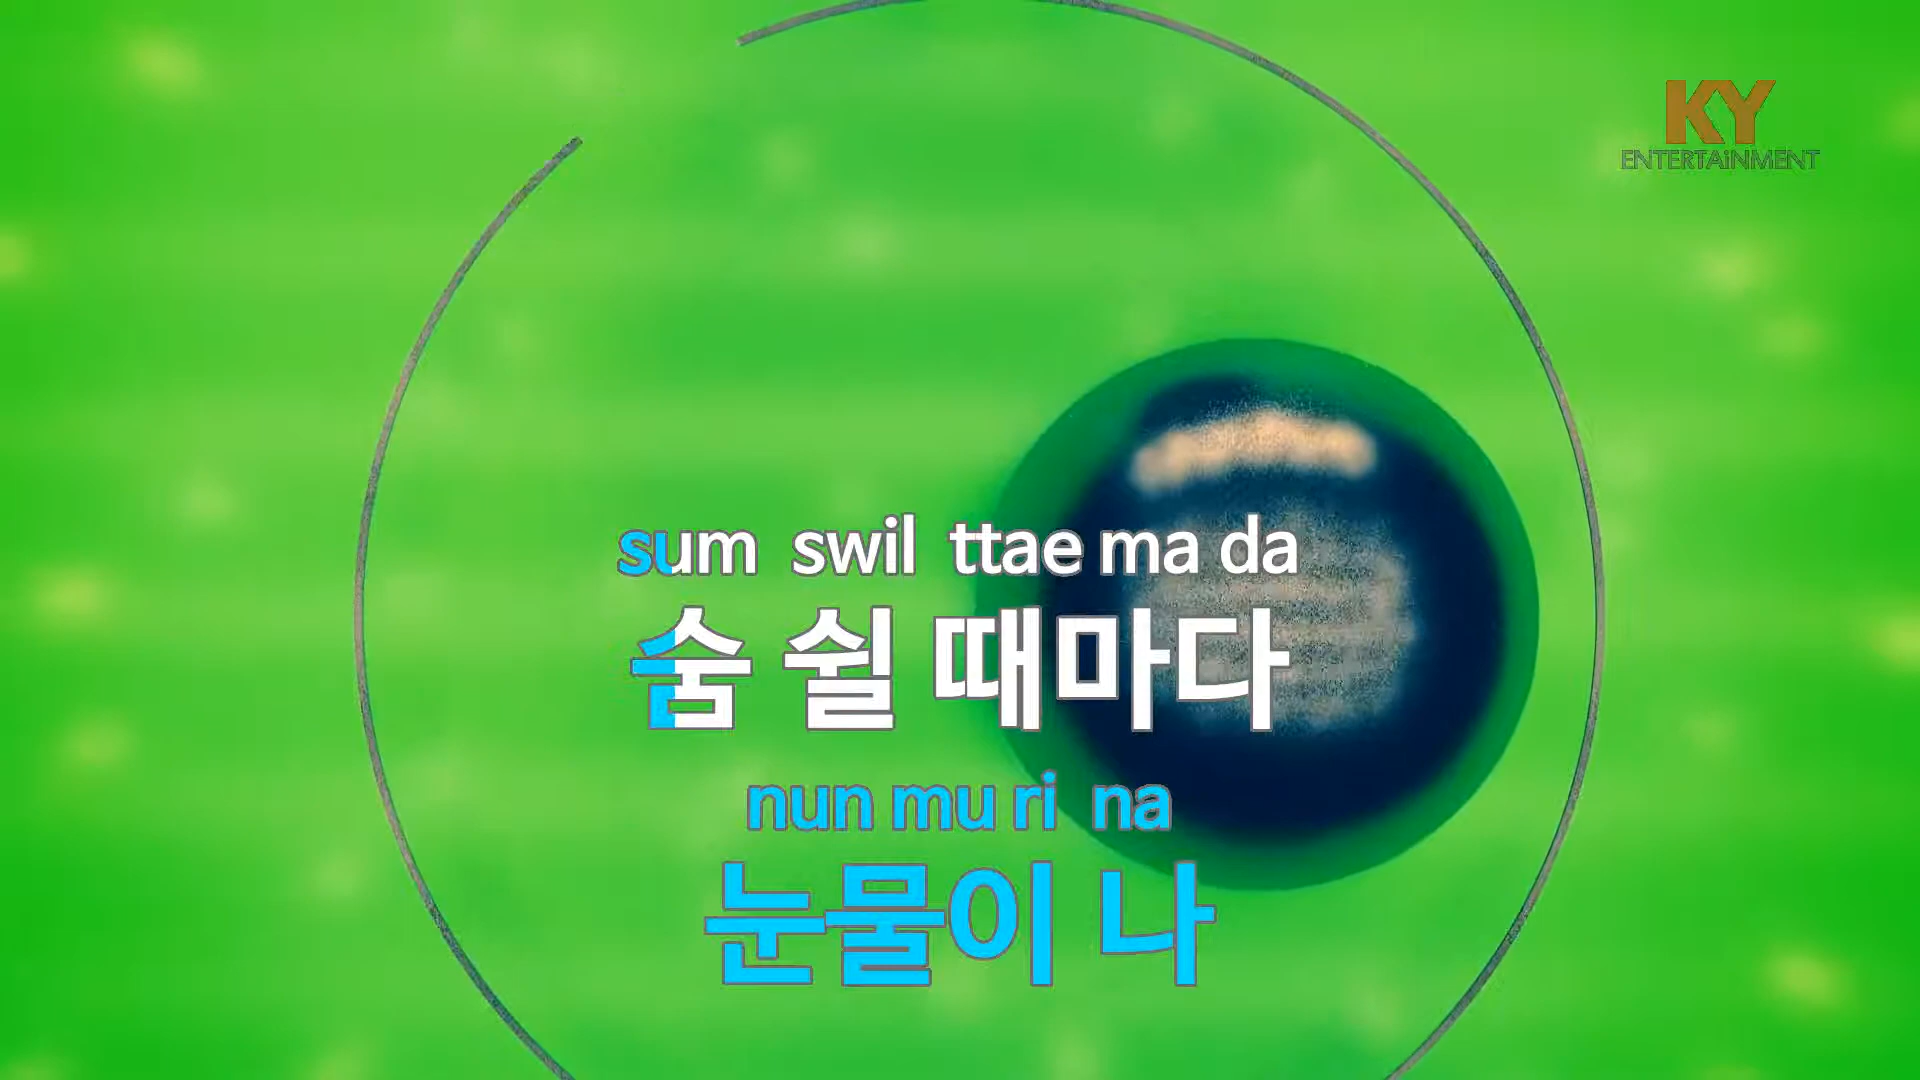 KY
ENTERTAiNMENT
sum swil ttae ma da
숨 쉴 때마다
nun mu ri na
눈물이 나